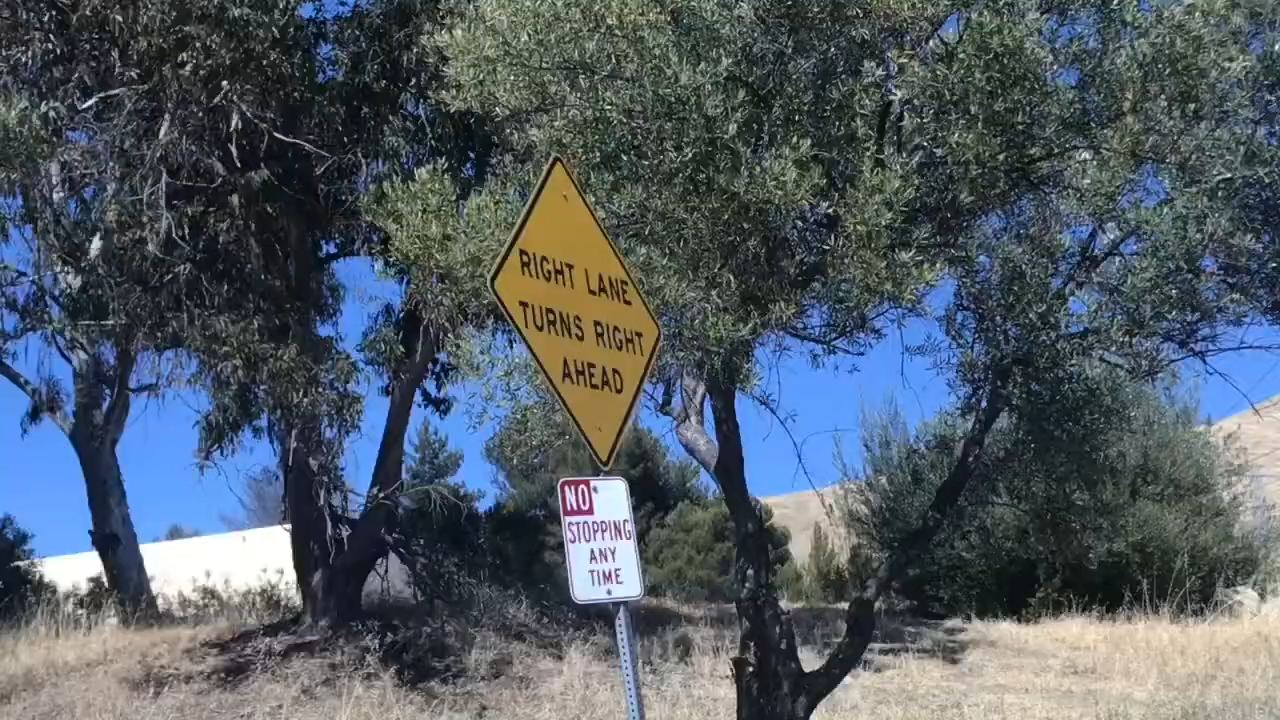 RIGHT LANE
TURNS RIGHT
AHEAD
NO
STOPPING
ANY
TIME